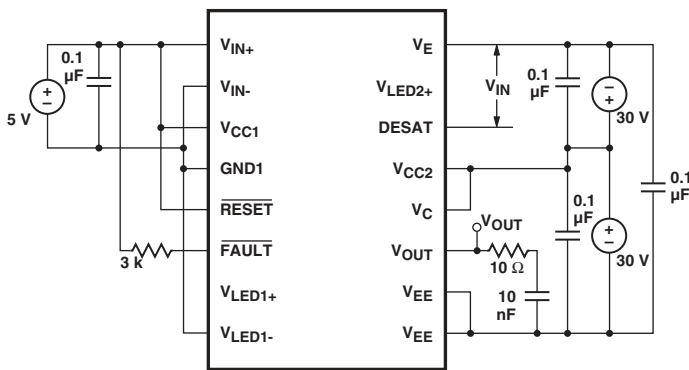 0.1
µF
5 V
+
−
3 k
VIN+
VIN-
VCC1
GND1
RESET
FAULT
VLED1+
VLED1-
VE
VLED2+
DESAT
VCC2
VC
VOUT
VEE
VEE
VIN
VOUT
10 Ω
10
nF
0.1
µF
−
+
30 V
0.1
µF
+
−
30 V
0.1
µF